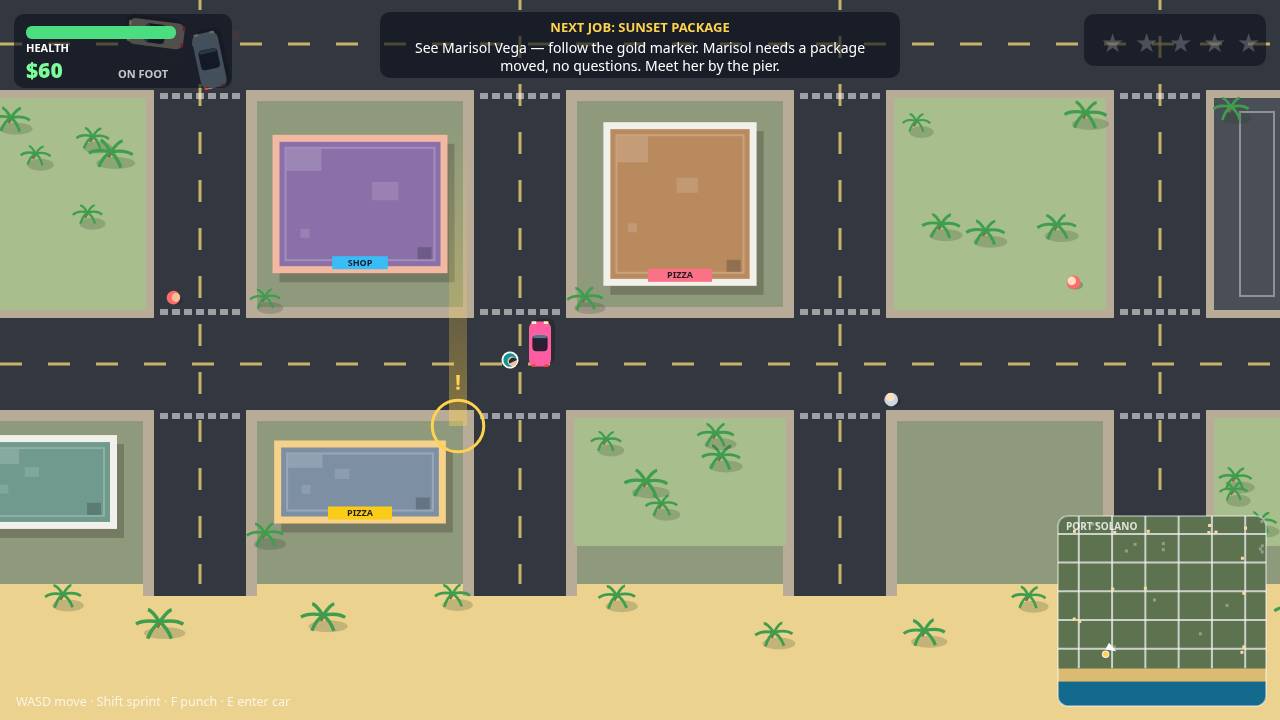 HEALTH
$60
ON FOOT
NEXT JOB: SUNSET PACKAGE
See Marisol Vega — follow the gold marker. Marisol needs a package
moved, no questions. Meet her by the pier.
SHOP
PIZZA
!
PIZZA
PORT SOLANO
WASD move · Shift sprint · F punch · E enter car